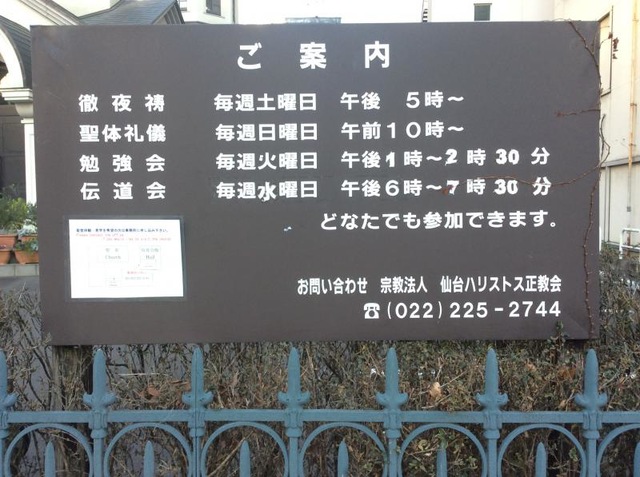 ご案内
徹夜祷 毎週土曜日 午後 5時～
聖体礼儀 毎週日曜日 午前10時～
勉強会 毎週火曜日 午後1時～2時30分
伝道会 毎週水曜日 午後6時～7時30分
どなたでも参加できます。
Church
Hall
お問い合わせ 宗教法人 仙台ハリストス正教会
☎(022)225-2744